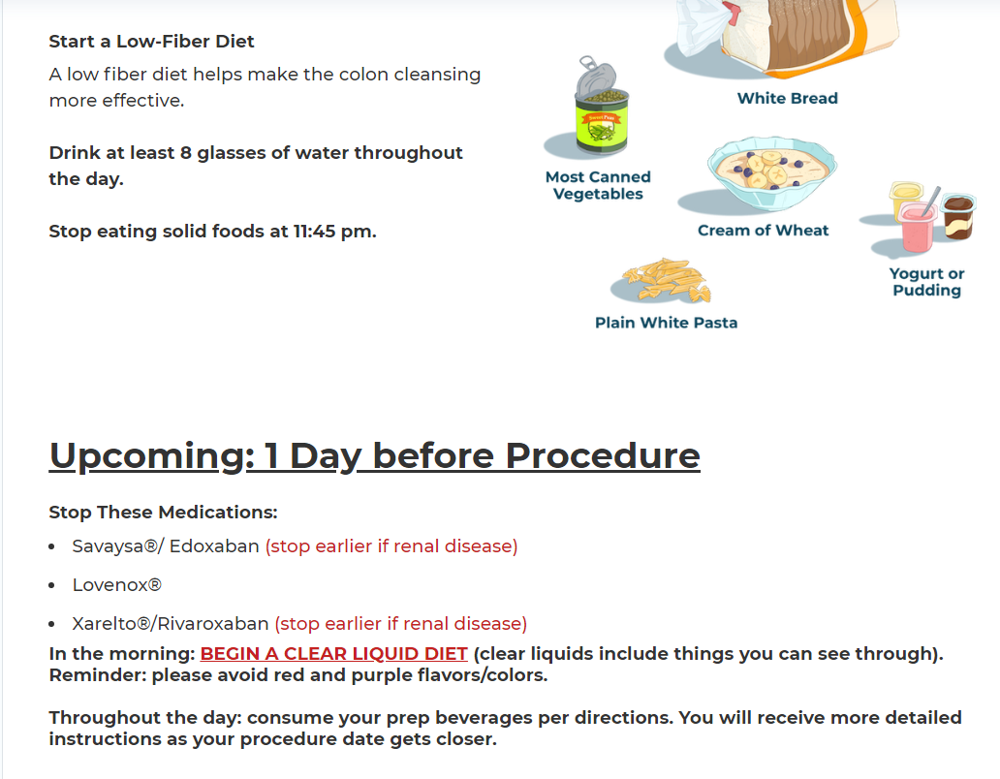 Start a Low-Fiber Diet
A low fiber diet helps make the colon cleansing
more effective.
Drink at least 8 glasses of water throughout
the day.
Stop eating solid foods at 11:45 pm.
White Bread
Sweet Peas
Most Canned
Vegetables
Cream of Wheat
Yogurt or
Pudding
Plain White Pasta
Upcoming: 1 Day before Procedure
Stop These Medications:
• Savaysa®/ Edoxaban (stop earlier if renal disease)
• Lovenox®
• Xarelto®/Rivaroxaban (stop earlier if renal disease)
In the morning: BEGIN A CLEAR LIQUID DIET (clear liquids include things you can see through).
Reminder: please avoid red and purple flavors/colors.
Throughout the day: consume your prep beverages per directions. You will receive more detailed
instructions as your procedure date gets closer.